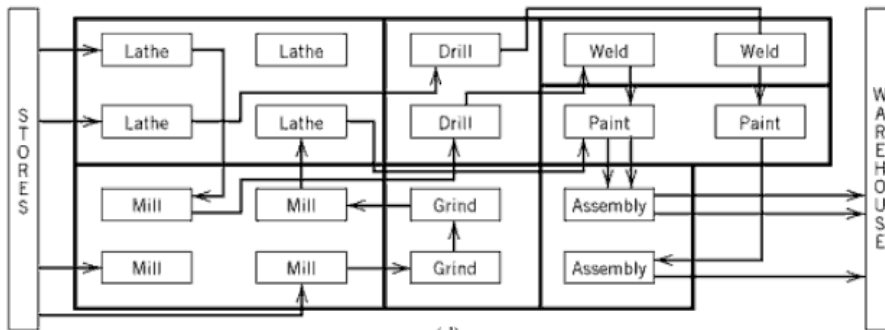 STORES
Lathe Lathe Drill Weld Weld
Lathe Lathe Drill Paint Paint
Mill Mill Grind Assembly
Mill Mill Grind Assembly
WAREHOUSE